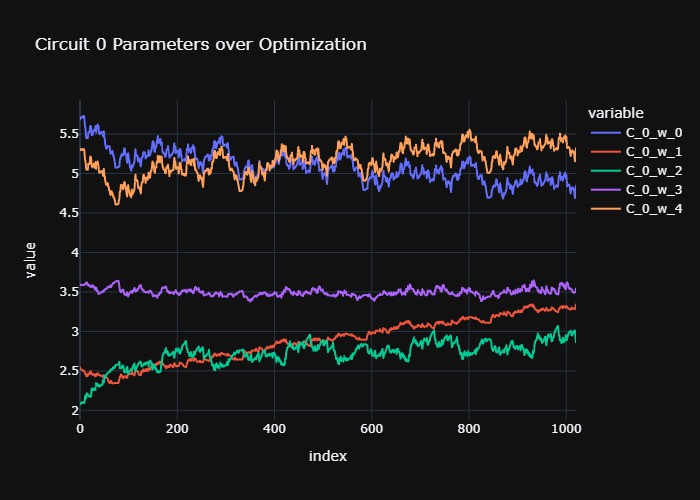 Circuit 0 Parameters over Optimization
variable
C_0_w_0
C_0_w_1
C_0_w_2
C_0_w_3
C_0_w_4
value
5.5
5
4.5
4
3.5
3
2.5
2
0 200 400 600 800 1000
index